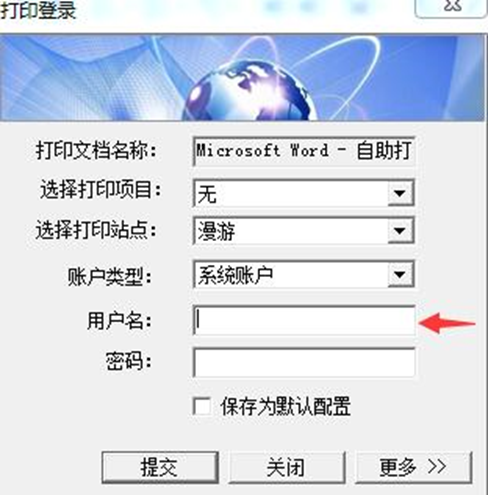 打印登录
打印文档名称： Microsoft Word - 自助打
选择打印项目： 无
选择打印站点： 漫游
账户类型： 系统账户
用户名：
密码：
保存为默认配置
提交 关闭 更多 >>